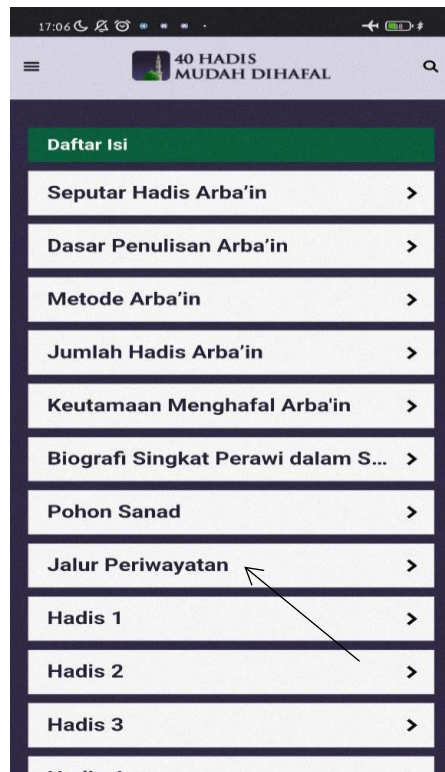 17:06
8
40 HADIS
MUDAH DIHAFAL
Daftar Isi
Seputar Hadis Arba’in
Dasar Penulisan Arba’in
Metode Arba’in
Jumlah Hadis Arba’in
Keutamaan Menghafal Arba'in
Biografi Singkat Perawi dalam S...
Pohon Sanad
Jalur Periwayatan
Hadis 1
Hadis 2
Hadis 3